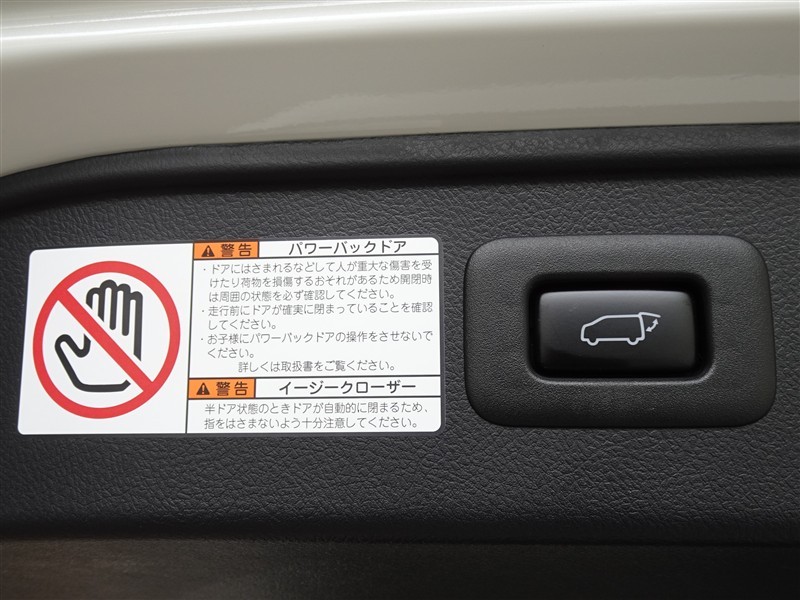 警告 パワーバックドア
・ドアにはさまれるなどして人が重大な傷害を受
けたり荷物を損傷するおそれがあるため開閉時
は周囲の状態を必ず確認してください。
・走行前にドアが確実に閉まっていることを確認
してください。
・お子様にパワーバックドアの操作をさせないで
ください。
詳しくは取扱書をご覧ください。
警告 イージークローザー
半ドア状態のときドアが自動的に閉まるため、
指をはさまないよう十分注意してください。